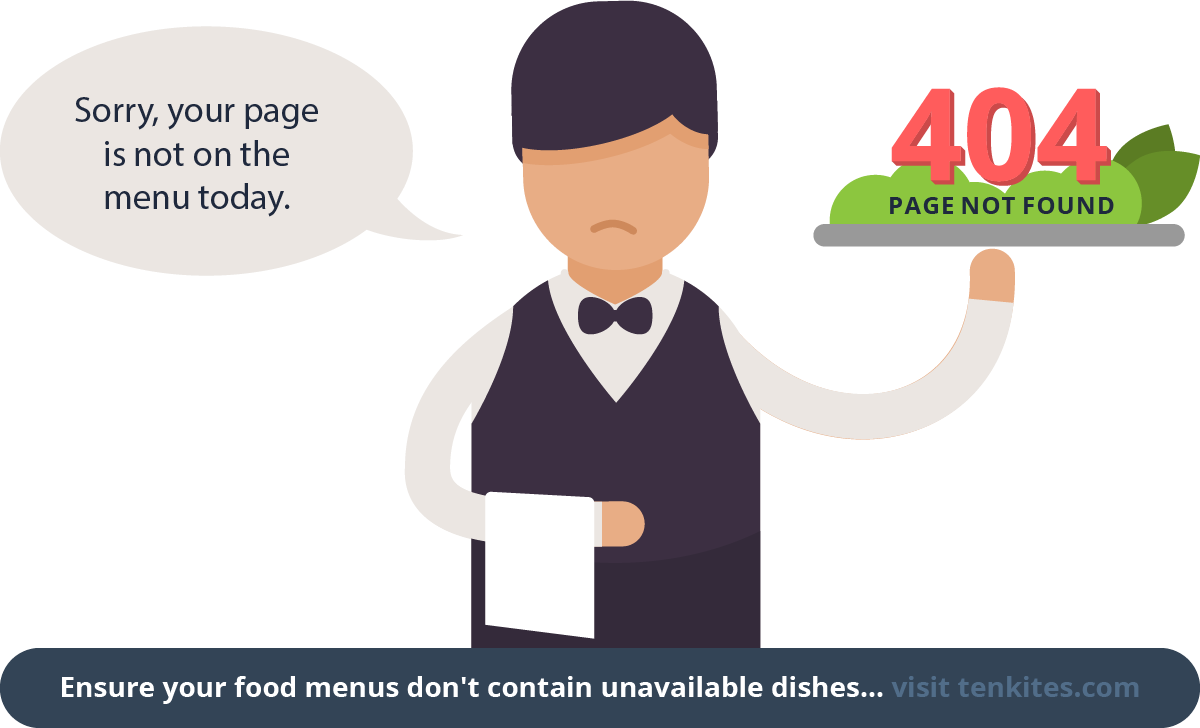 Sorry, your page
is not on the
menu today.
404
PAGE NOT FOUND
Ensure your food menus don't contain unavailable dishes... visit tenkites.com